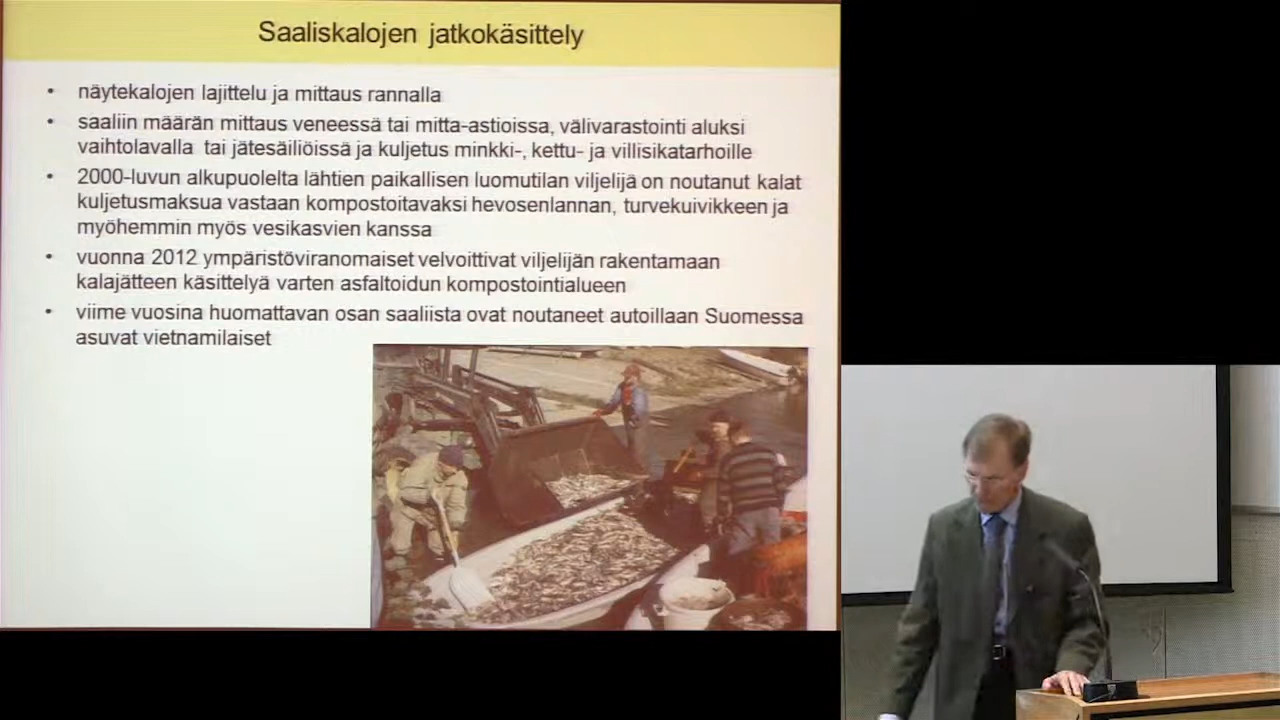 Saaliskalojen jatkokäsittely
• näytekalojen lajittelu ja mittaus rannalla
• saaliin määrän mittaus veneessä tai mitta-astioissa, välivarastointi aluksi
vaihtolavalla tai jätesäiliöissä ja kuljetus minkki-, kettu- ja villisikatarhoille
• 2000-luvun alkupuolelta lähtien paikallisen luomutilan viljelijä on noutanut kalat
kuljetusmaksua vastaan kompostoitavaksi hevosenlannan, turvekuivikkeen ja
myöhemmin myös vesikasvien kanssa
• vuonna 2012 ympäristöviranomaiset velvoittivat viljelijän rakentamaan
kalajätteen käsittelyä varten asfaltoidun kompostointialueen
• viime vuosina huomattavan osan saaliista ovat noutaneet autoillaan Suomessa
asuvat vietnamilaiset